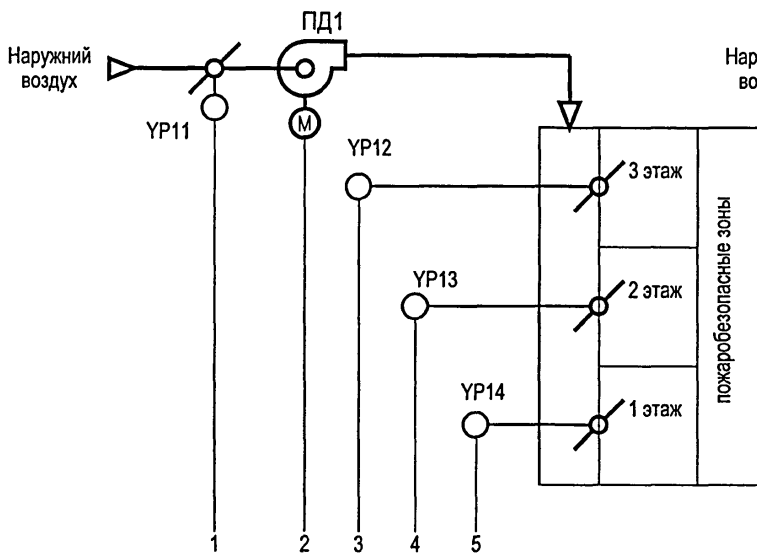 ПД1
Наружний
воздух
Нар
во
YP11
М
YP12
3 этаж
YP13
2 этаж
пожаробезопасные зоны
YP14
1 этаж
1
2
3
4
5